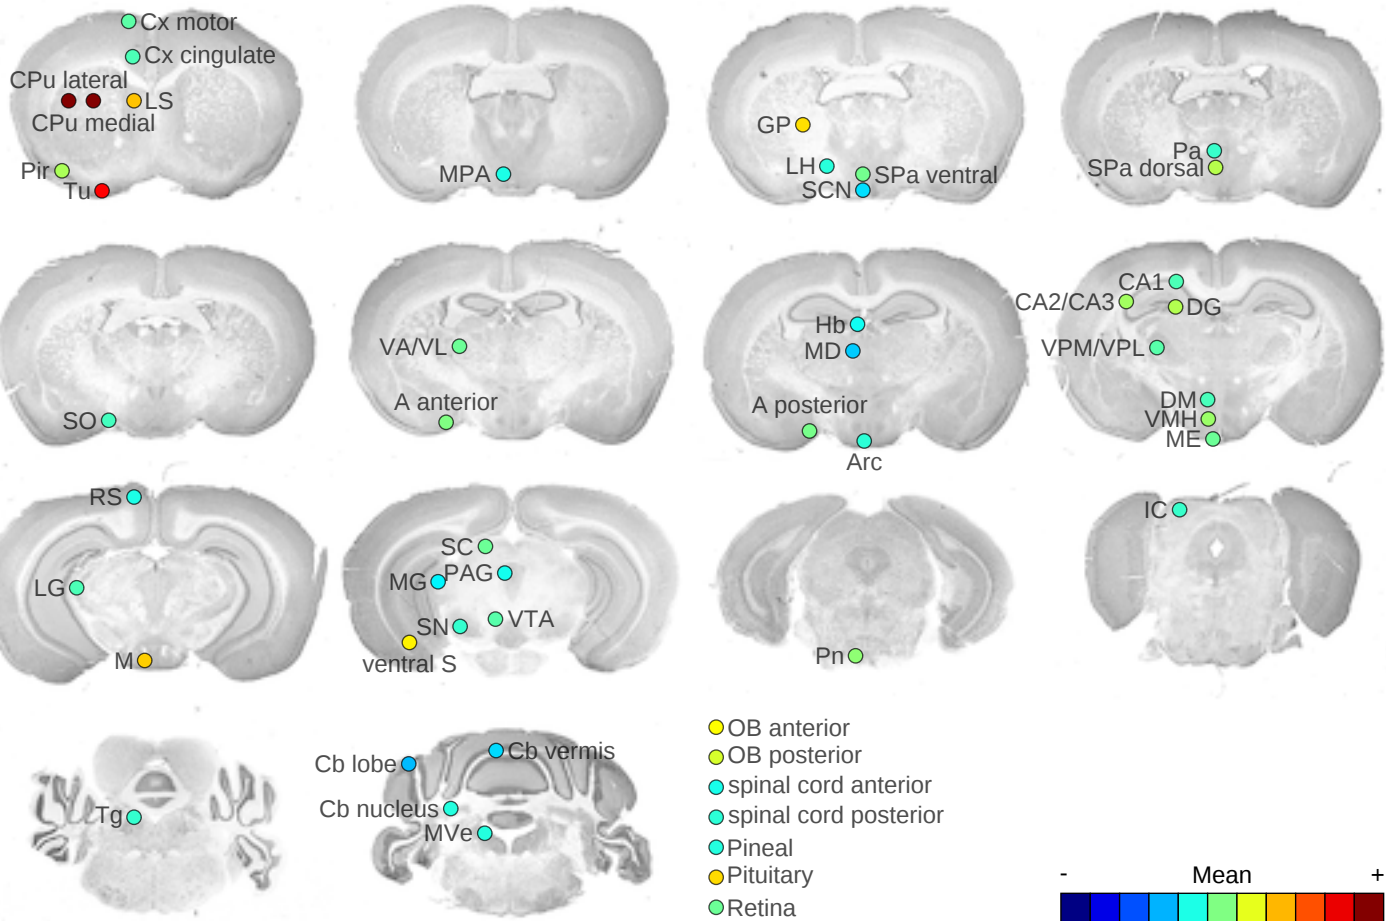 Cx motor
Cx cingulate
CPu lateral
LS
CPu medial
Pir
Tu
MPA
GP
LH
SPa ventral
SCN
Pa
SPa dorsal
SO
VA/VL
A anterior
Hb
MD
A posterior
Arc
CA1
CA2/CA3
DG
VPM/VPL
DM
VMH
ME
RS
LG
M
SC
MG
PAG
SN
VTA
ventral S
Pn
IC
Tg
Cb lobe
Cb vermis
Cb nucleus
MVe
OB anterior
OB posterior
spinal cord anterior
spinal cord posterior
Pineal
Pituitary
Retina
- Mean +